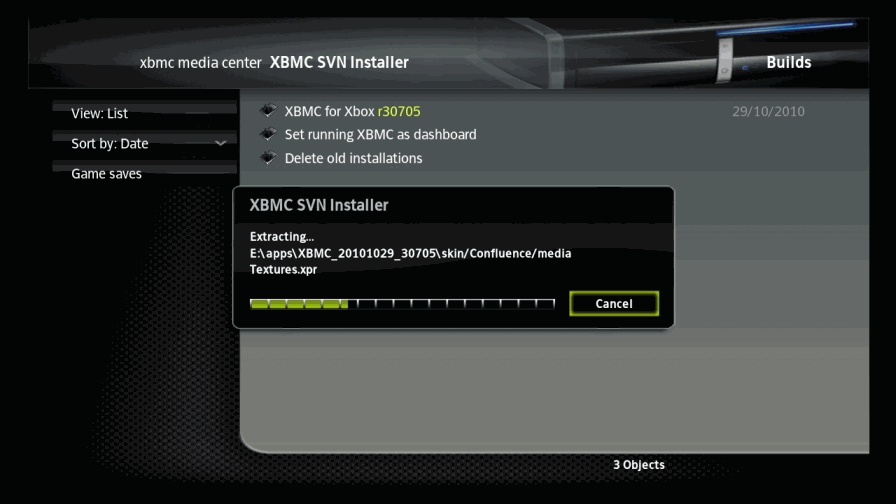 xbmc media center XBMC SVN Installer
Builds
View: List
Sort by: Date
Game saves
XBMC for Xbox r30705 29/10/2010
Set running XBMC as dashboard
Delete old installations
XBMC SVN Installer
Extracting...
E:\apps\XBMC_20101029_30705\skin/Confluence/media
Textures.xpr
Cancel
3 Objects